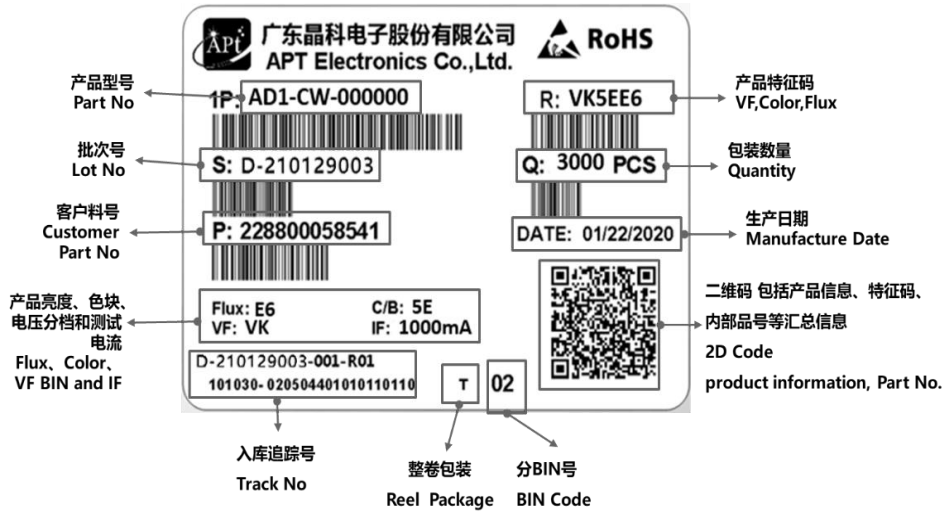 APT
广东晶科电子股份有限公司
APT Electronics Co.,Ltd.
RoHS
产品型号
Part No
1P: AD1-CW-000000
R: VK5EE6
产品特征码
VF,Color,Flux
批次号
Lot No
S: D-210129003
Q: 3000 PCS
包装数量
Quantity
客户料号
Customer
Part No
P: 228800058541
DATE: 01/22/2020
生产日期
Manufacture Date
产品亮度、色块、
电压分档和测试
电流
Flux、Color、
VF BIN and IF
Flux: E6
C/B: 5E
VF: VK
IF: 1000mA
二维码 包括产品信息、特征码、
内部品号等汇总信息
2D Code
product information, Part No.
D-210129003-001-R01
101030- 020504401010110110
T
02
入库追踪号
Track No
整卷包装
Reel Package
分BIN号
BIN Code